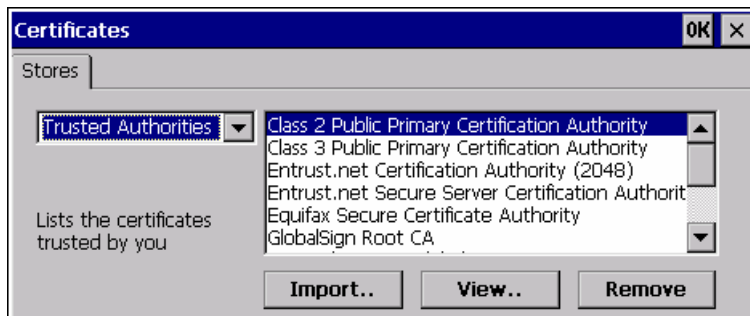 Certificates OK ×
Stores
Trusted Authorities
Class 2 Public Primary Certification Authority
Class 3 Public Primary Certification Authority
Entrust.net Certification Authority (2048)
Entrust.net Secure Server Certification Authorit
Equifax Secure Certificate Authority
GlobalSign Root CA
Lists the certificates
trusted by you
Import.. View.. Remove